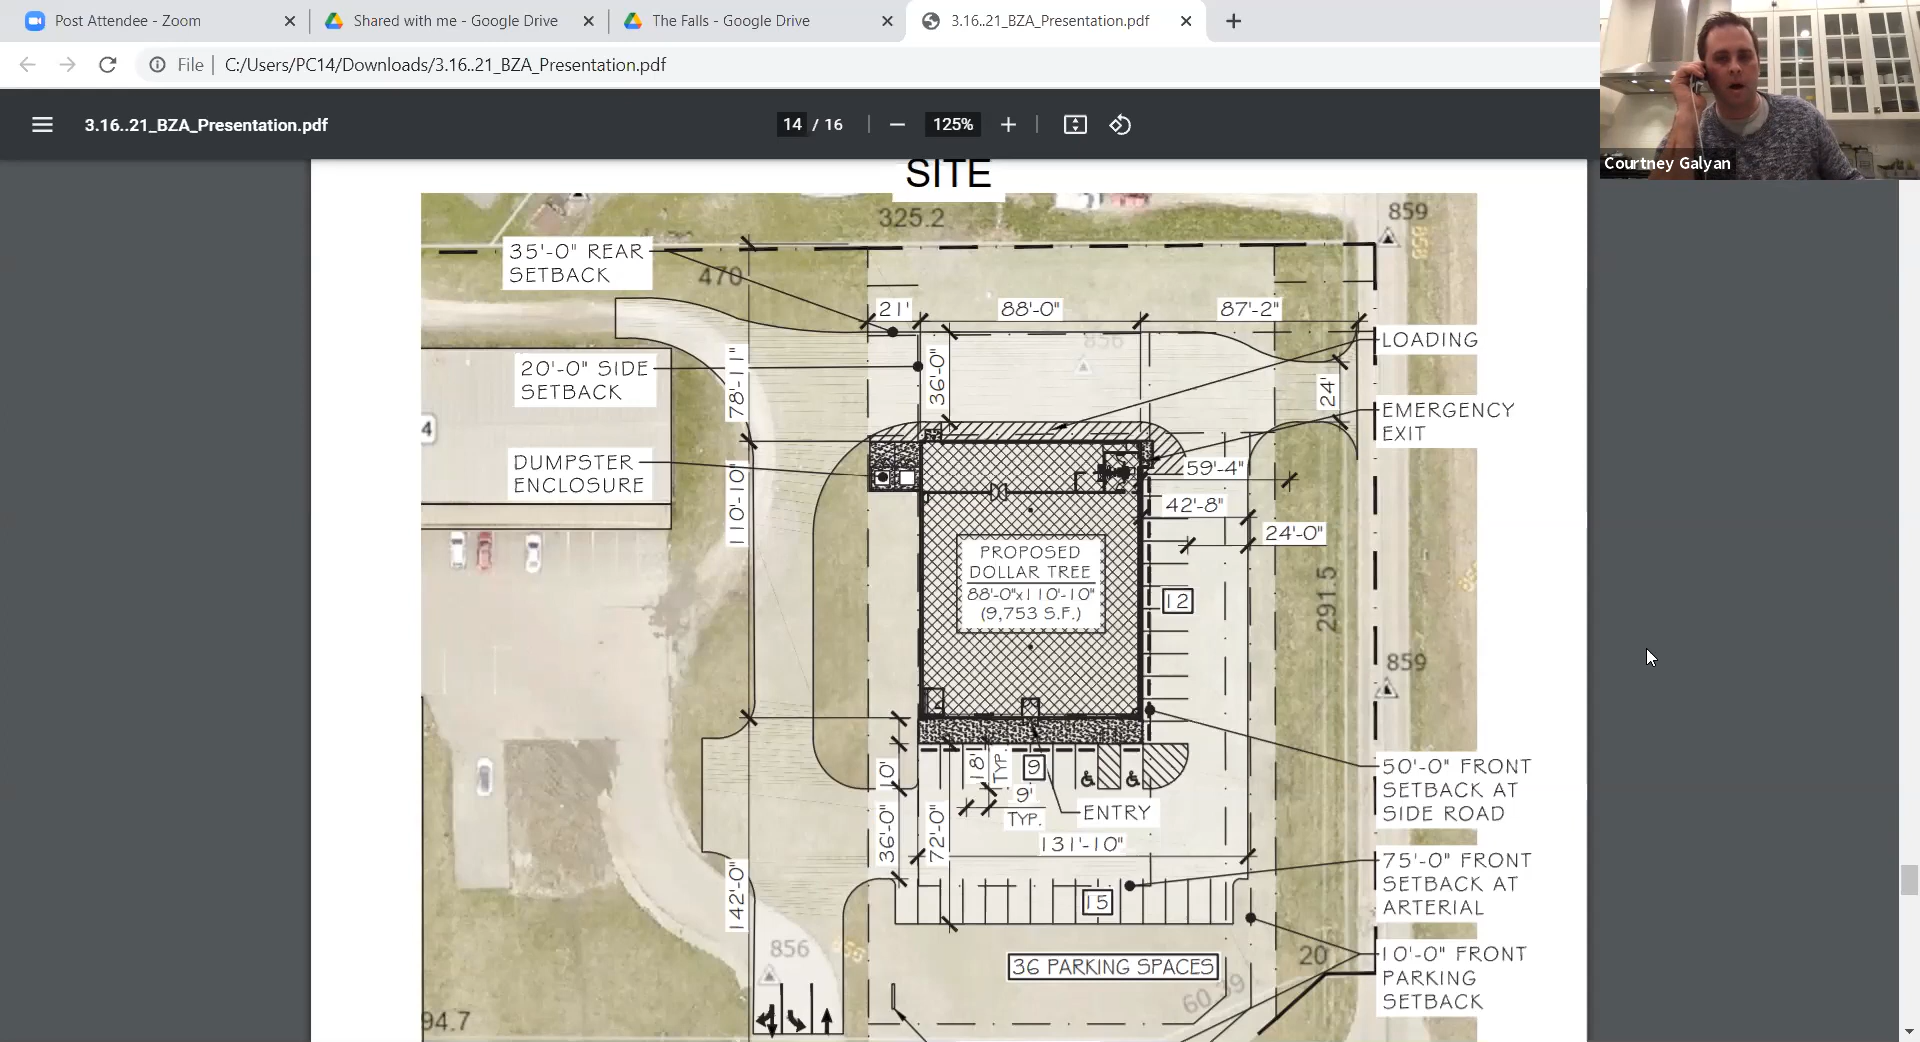 Post Attendee - Zoom
Shared with me - Google Drive
The Falls - Google Drive
3.16..21_BZA_Presentation.pdf
File
C:/Users/PC14/Downloads/3.16..21_BZA_Presentation.pdf
Courtney Galyan
3.16..21_BZA_Presentation.pdf
14 / 16
125%
SITE
325.2
859
858
35'-0" REAR
SETBACK
470
21'
88'-0"
87'-2"
LOADING
856
20'-0" SIDE
SETBACK
78'-11"
36'-0"
24'
EMERGENCY
EXIT
4
DUMPSTER
ENCLOSURE
59'-4"
110'-10"
42'-8"
24'-0"
PROPOSED
DOLLAR TREE
88'-0"x110'-10"
(9,753 S.F.)
12
291.5
859
10'
18'
TYP.
9
9'
TYP.
ENTRY
50'-0" FRONT
SETBACK AT
SIDE ROAD
36'-0"
72'-0"
131'-10"
75'-0" FRONT
SETBACK AT
ARTERIAL
142'-0"
15
856
36 PARKING SPACES
20
10'-0" FRONT
PARKING
SETBACK
60.39
94.7